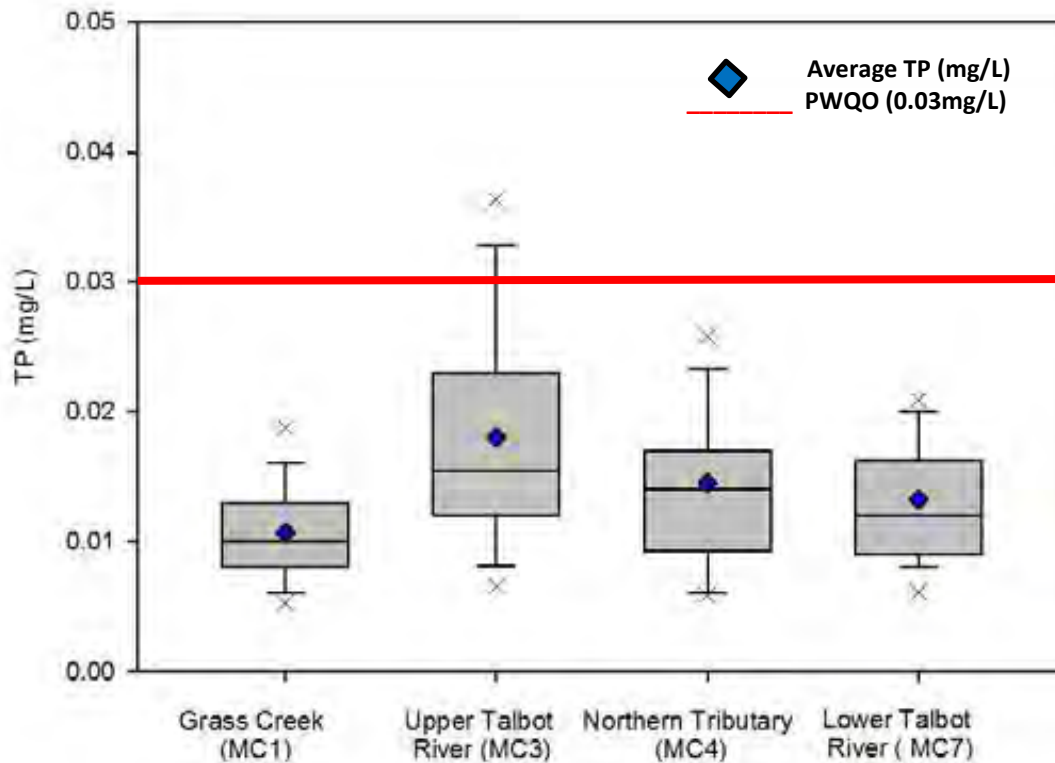 0.05
Average TP (mg/L)
PWQO (0.03mg/L)
0.04
0.03
TP (mg/L)
0.02
0.01
0.00
Grass Creek
(MC1)
Upper Talbot
River (MC3)
Northern Tributary
(MC4)
Lower Talbot
River ( MC7)